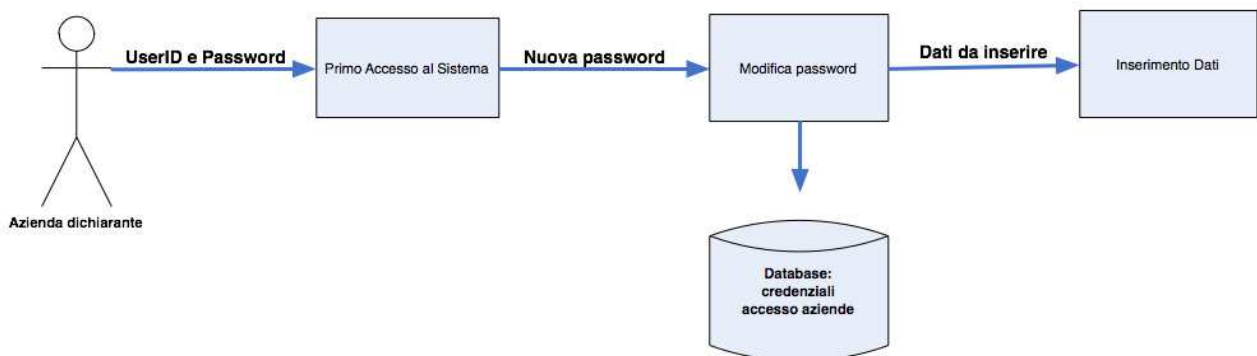 UserID e Password
Primo Accesso al Sistema
Nuova password
Modifica password
Dati da inserire
Inserimento Dati
Azienda dichiarante
Database:
credenziali
accesso aziende